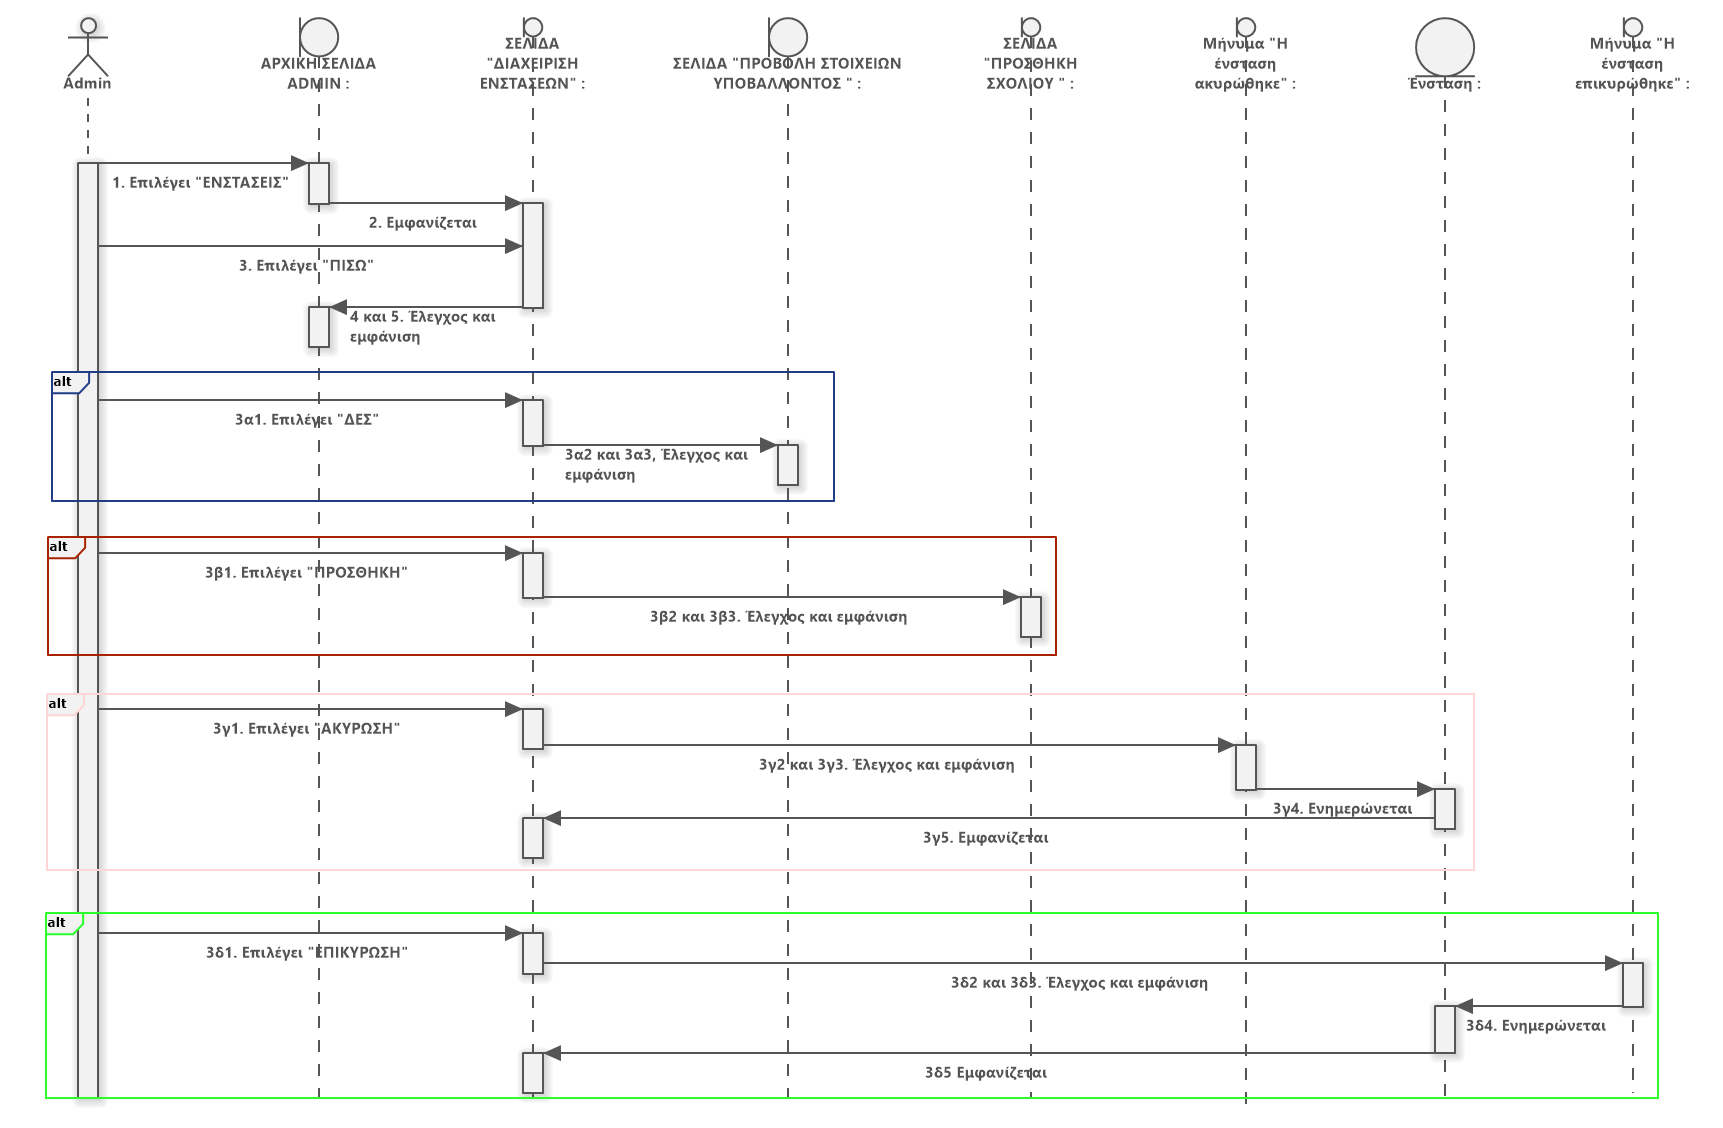 Admin
ΑΡΧΙΚΗ ΣΕΛΙΔΑ
ADMIN :
ΣΕΛΙΔΑ
"ΔΙΑΧΕΙΡΙΣΗ
ΕΝΣΤΑΣΕΩΝ" :
ΣΕΛΙΔΑ "ΠΡΟΒΟΛΗ ΣΤΟΙΧΕΙΩΝ
ΥΠΟΒΑΛΛΟΝΤΟΣ " :
ΣΕΛΙΔΑ
"ΠΡΟΣΘΗΚΗ
ΣΧΟΛΙΟΥ " :
Μήνυμα "Η
ένσταση
ακυρώθηκε" :
Ένσταση :
Μήνυμα "Η
ένσταση
επικυρώθηκε" :
1. Επιλέγει "ΕΝΣΤΑΣΕΙΣ"
2. Εμφανίζεται
3. Επιλέγει "ΠΙΣΩ"
4 και 5. Έλεγχος και
εμφάνιση
alt
3α1. Επιλέγει "ΔΕΣ"
3α2 και 3α3, Έλεγχος και
εμφάνιση
alt
3β1. Επιλέγει "ΠΡΟΣΘΗΚΗ"
3β2 και 3β3. Έλεγχος και εμφάνιση
alt
3γ1. Επιλέγει "ΑΚΥΡΩΣΗ"
3γ2 και 3γ3. Έλεγχος και εμφάνιση
3γ4. Ενημερώνεται
3γ5. Εμφανίζεται
alt
3δ1. Επιλέγει "ΕΠΙΚΥΡΩΣΗ"
3δ2 και 3δ3. Έλεγχος και εμφάνιση
3δ4. Ενημερώνεται
3δ5 Εμφανίζεται